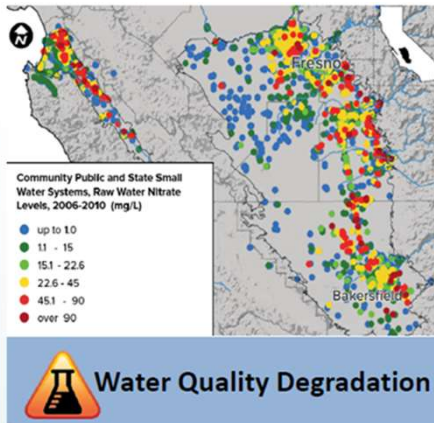 N
Fresno
Community Public and State Small
Water Systems, Raw Water Nitrate
Levels, 2006-2010 (mg/L)
up to 1.0
1.1 - 15
15.1 - 22.6
22.6 - 45
45.1 - 90
over 90
Bakersfield
Water Quality Degradation